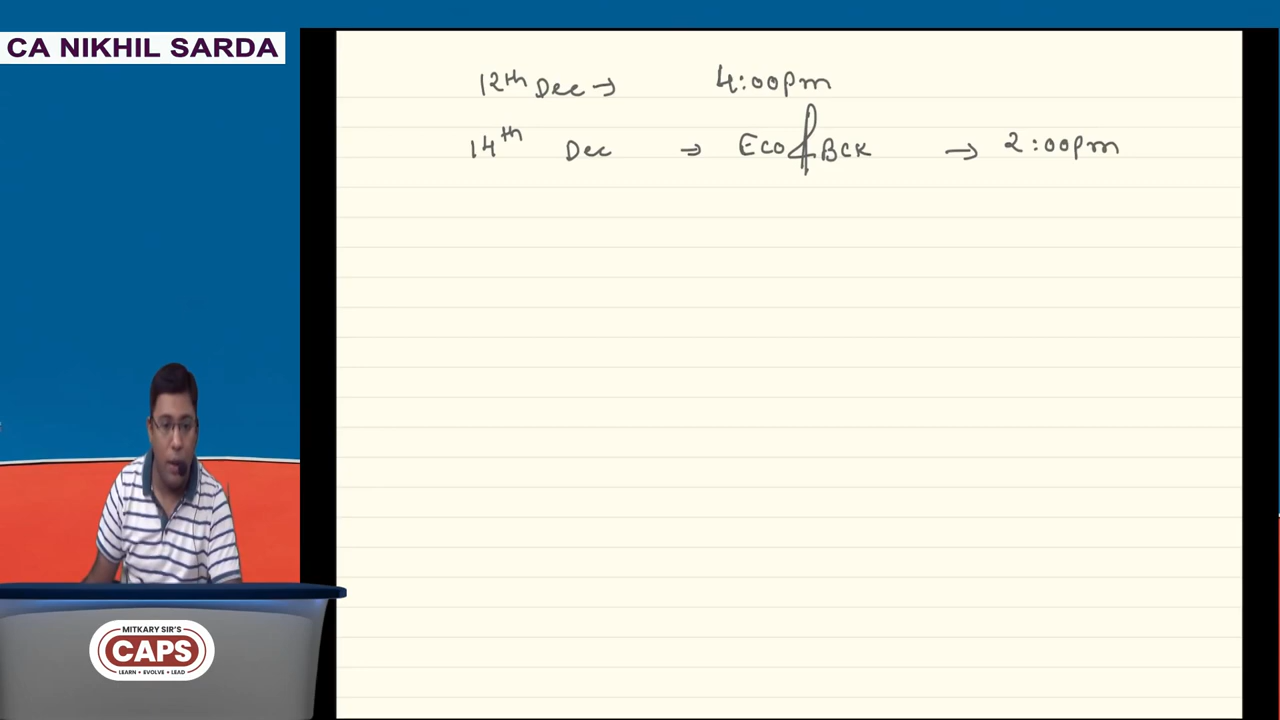 CA NIKHIL SARDA
12th Dec → 4:00pm
14th Dec → Eco & BCK → 2:00pm
MITKARY SIR'S
CAPS
LEARN • EVOLVE • LEAD